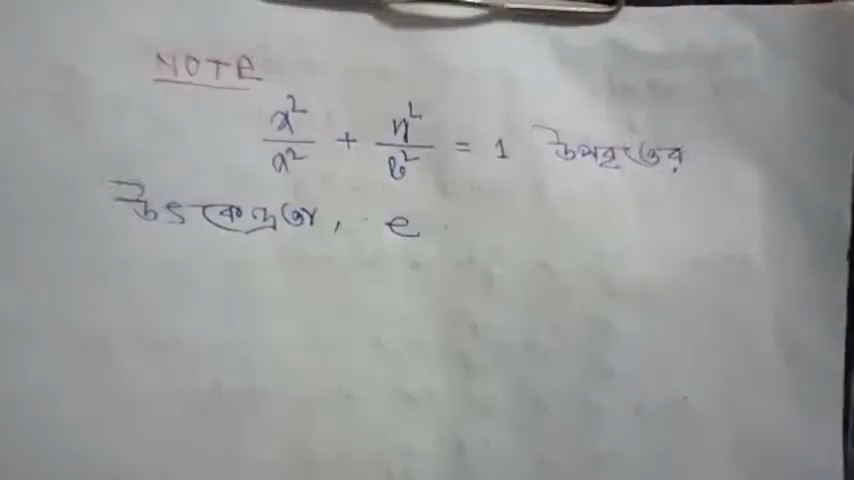 NOTE
x²/a² + y²/b² = 1 উপবৃত্তের
উৎকেন্দ্রতা, e